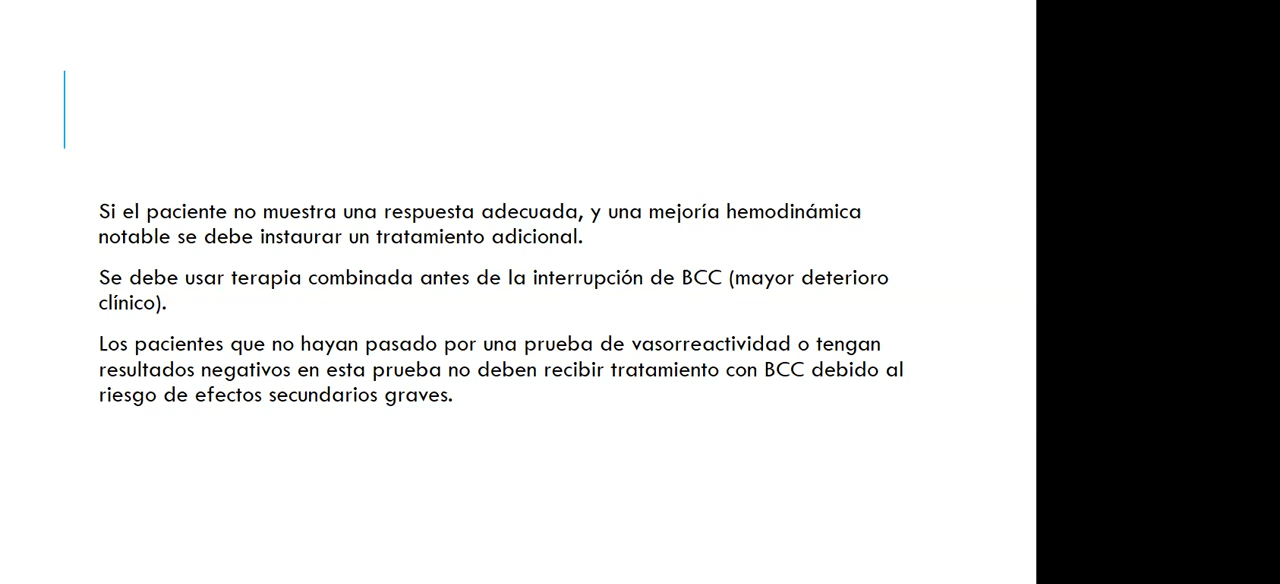 Si el paciente no muestra una respuesta adecuada, y una mejoría hemodinámica
notable se debe instaurar un tratamiento adicional.
Se debe usar terapia combinada antes de la interrupción de BCC (mayor deterioro
clínico).
Los pacientes que no hayan pasado por una prueba de vasorreactividad o tengan
resultados negativos en esta prueba no deben recibir tratamiento con BCC debido al
riesgo de efectos secundarios graves.